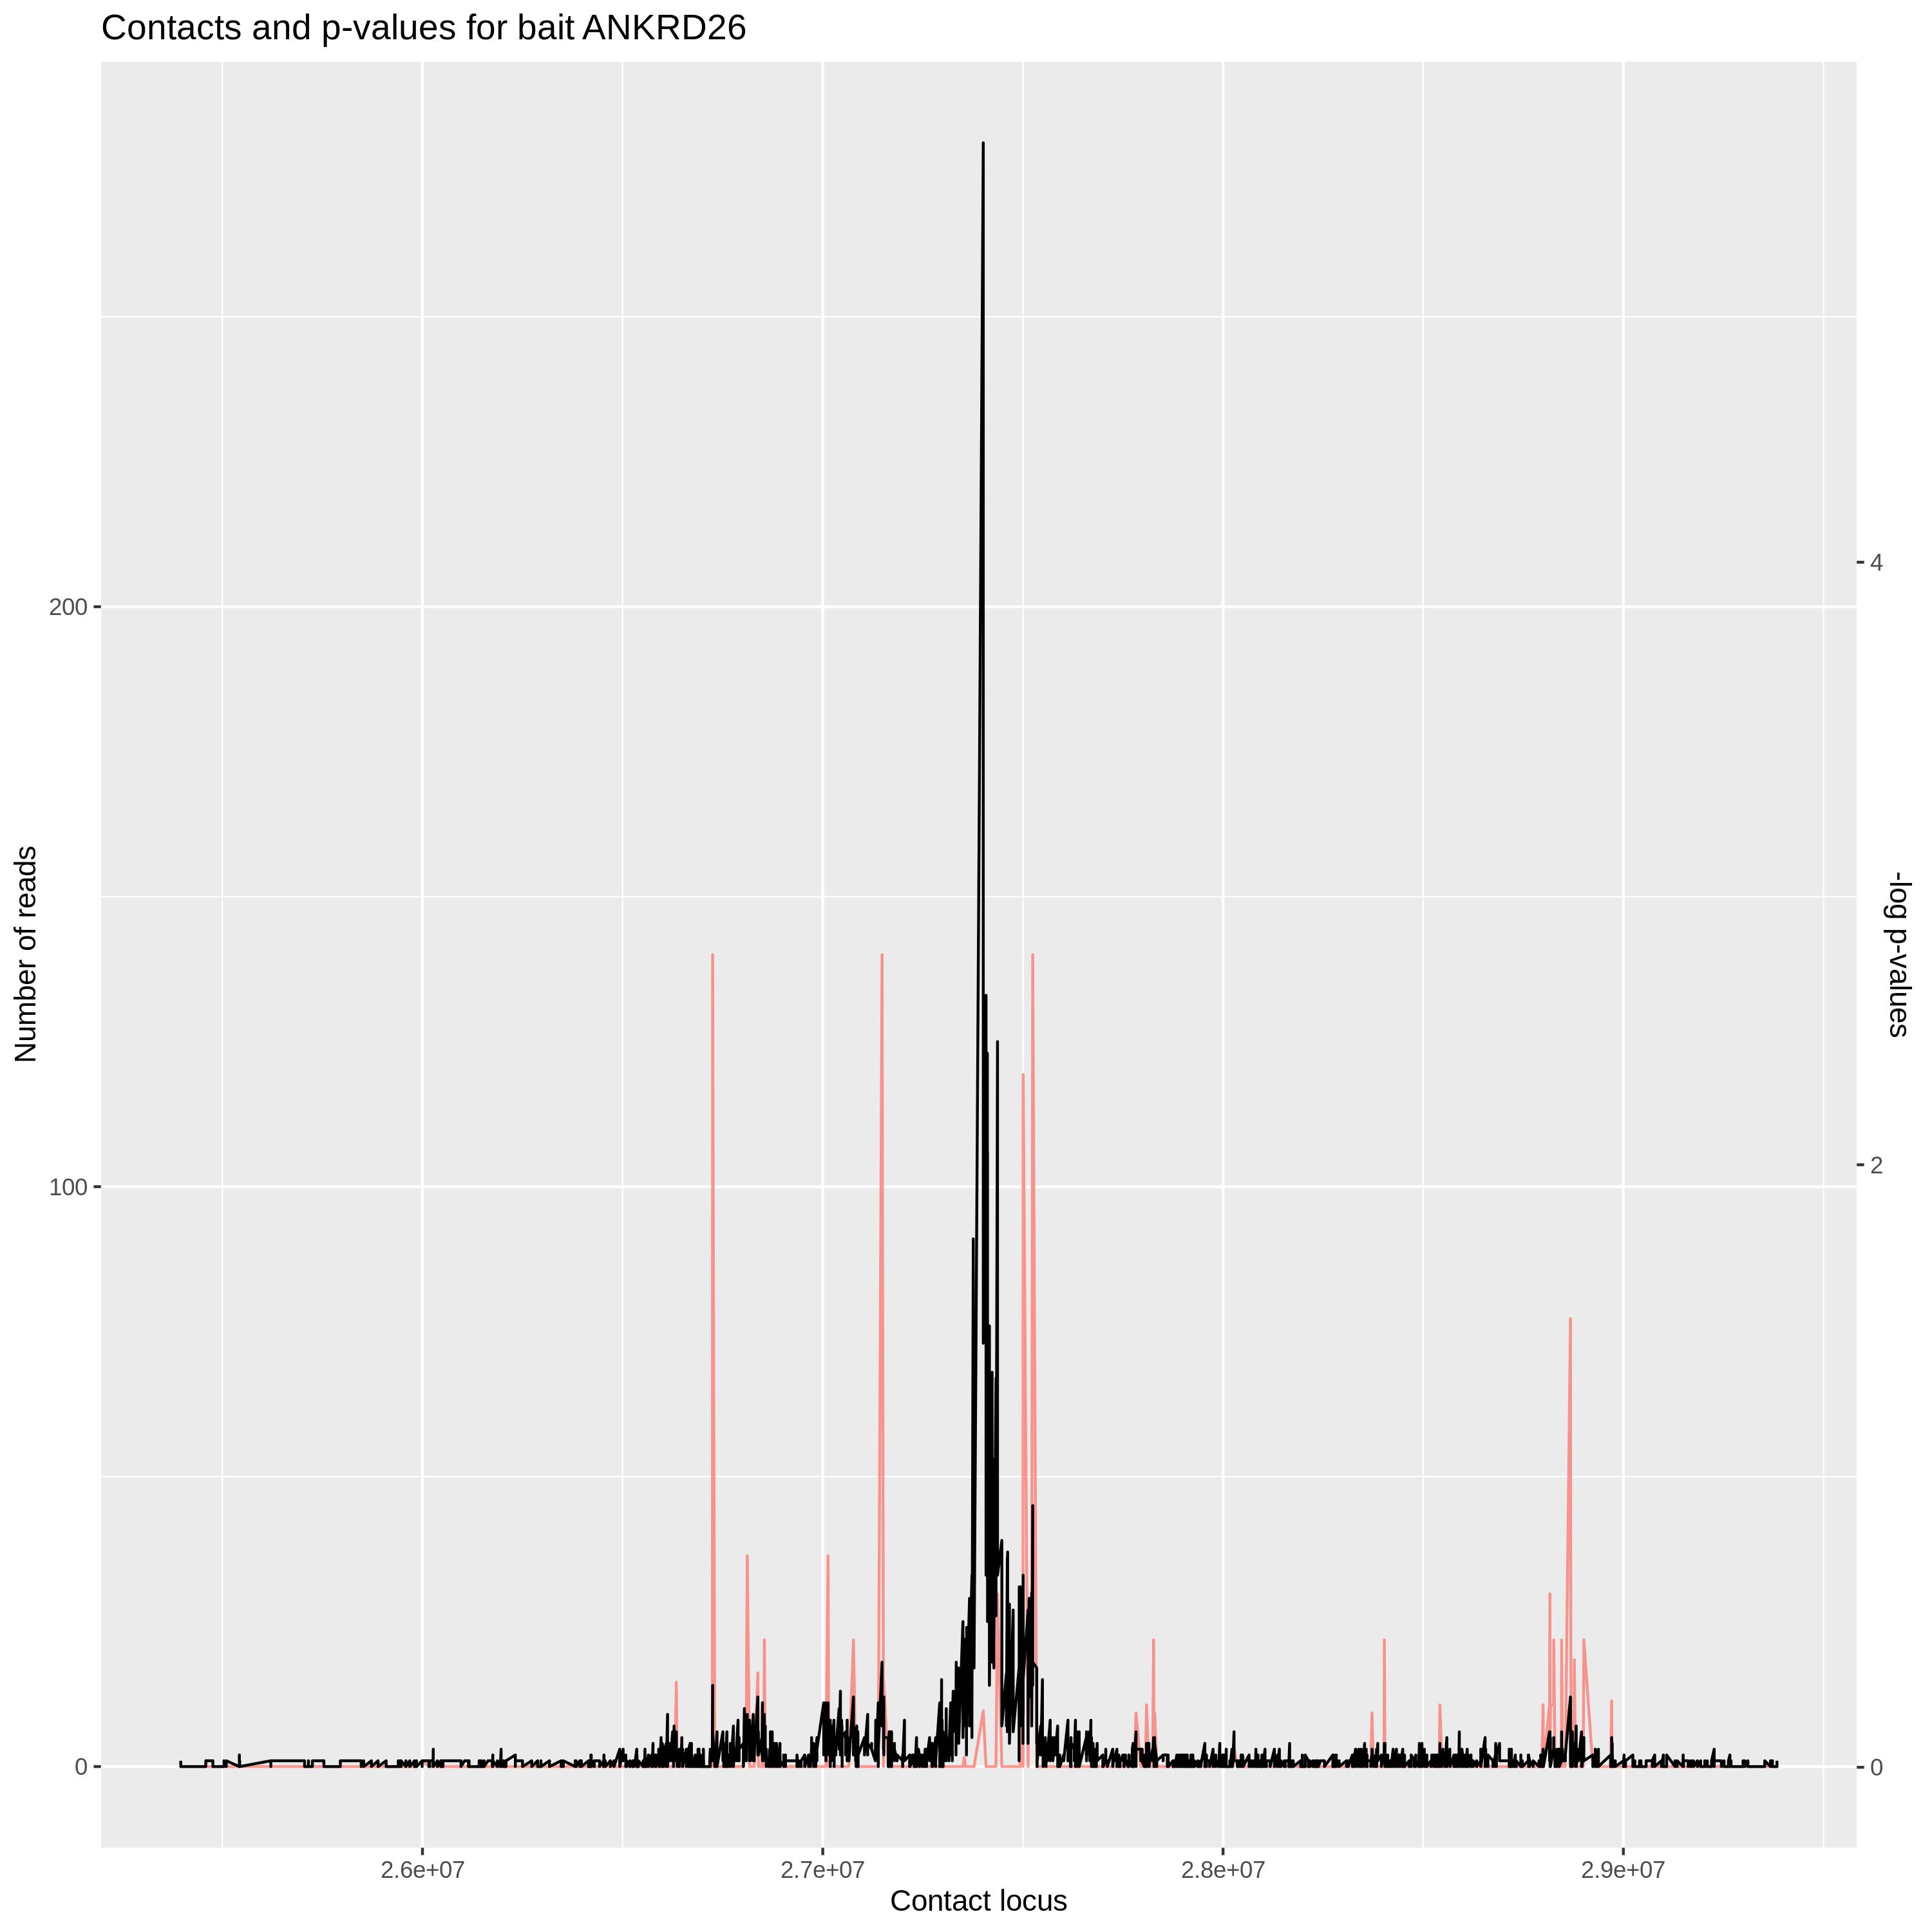 Contacts and p-values for bait ANKRD26
Number of reads
200
100
0
4
2
0
-log p-values
2.6e+07
2.7e+07
2.8e+07
2.9e+07
Contact locus